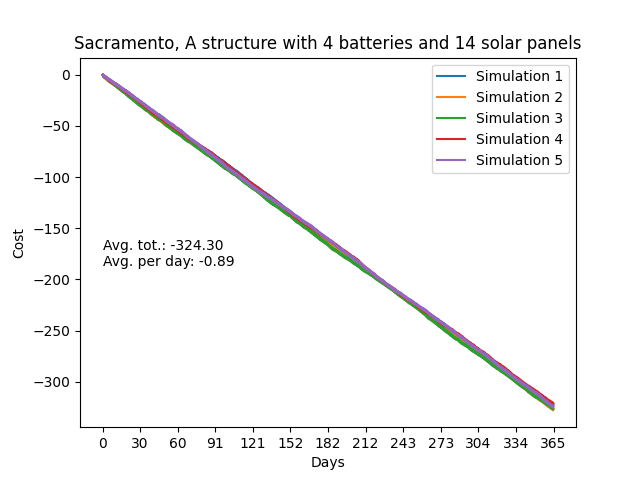 Sacramento, A structure with 4 batteries and 14 solar panels
Simulation 1
Simulation 2
Simulation 3
Simulation 4
Simulation 5
0
−50
−100
−150
−200
−250
−300
Cost
Avg. tot.: -324.30
Avg. per day: -0.89
0 30 60 91 121 152 182 212 243 273 304 334 365
Days